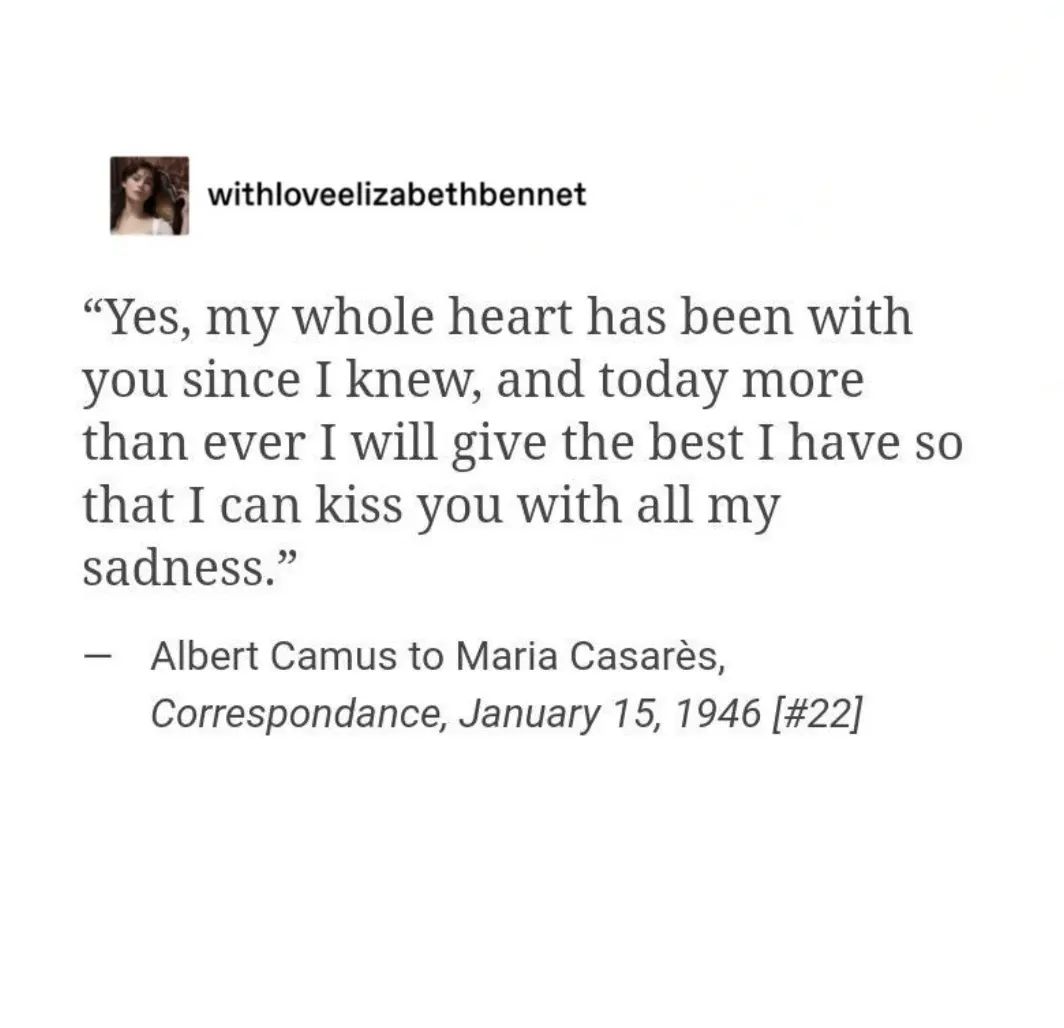 withloveelizabethbennet
“Yes, my whole heart has been with
you since I knew, and today more
than ever I will give the best I have so
that I can kiss you with all my
sadness.”
— Albert Camus to Maria Casarès,
Correspondance, January 15, 1946 [#22]